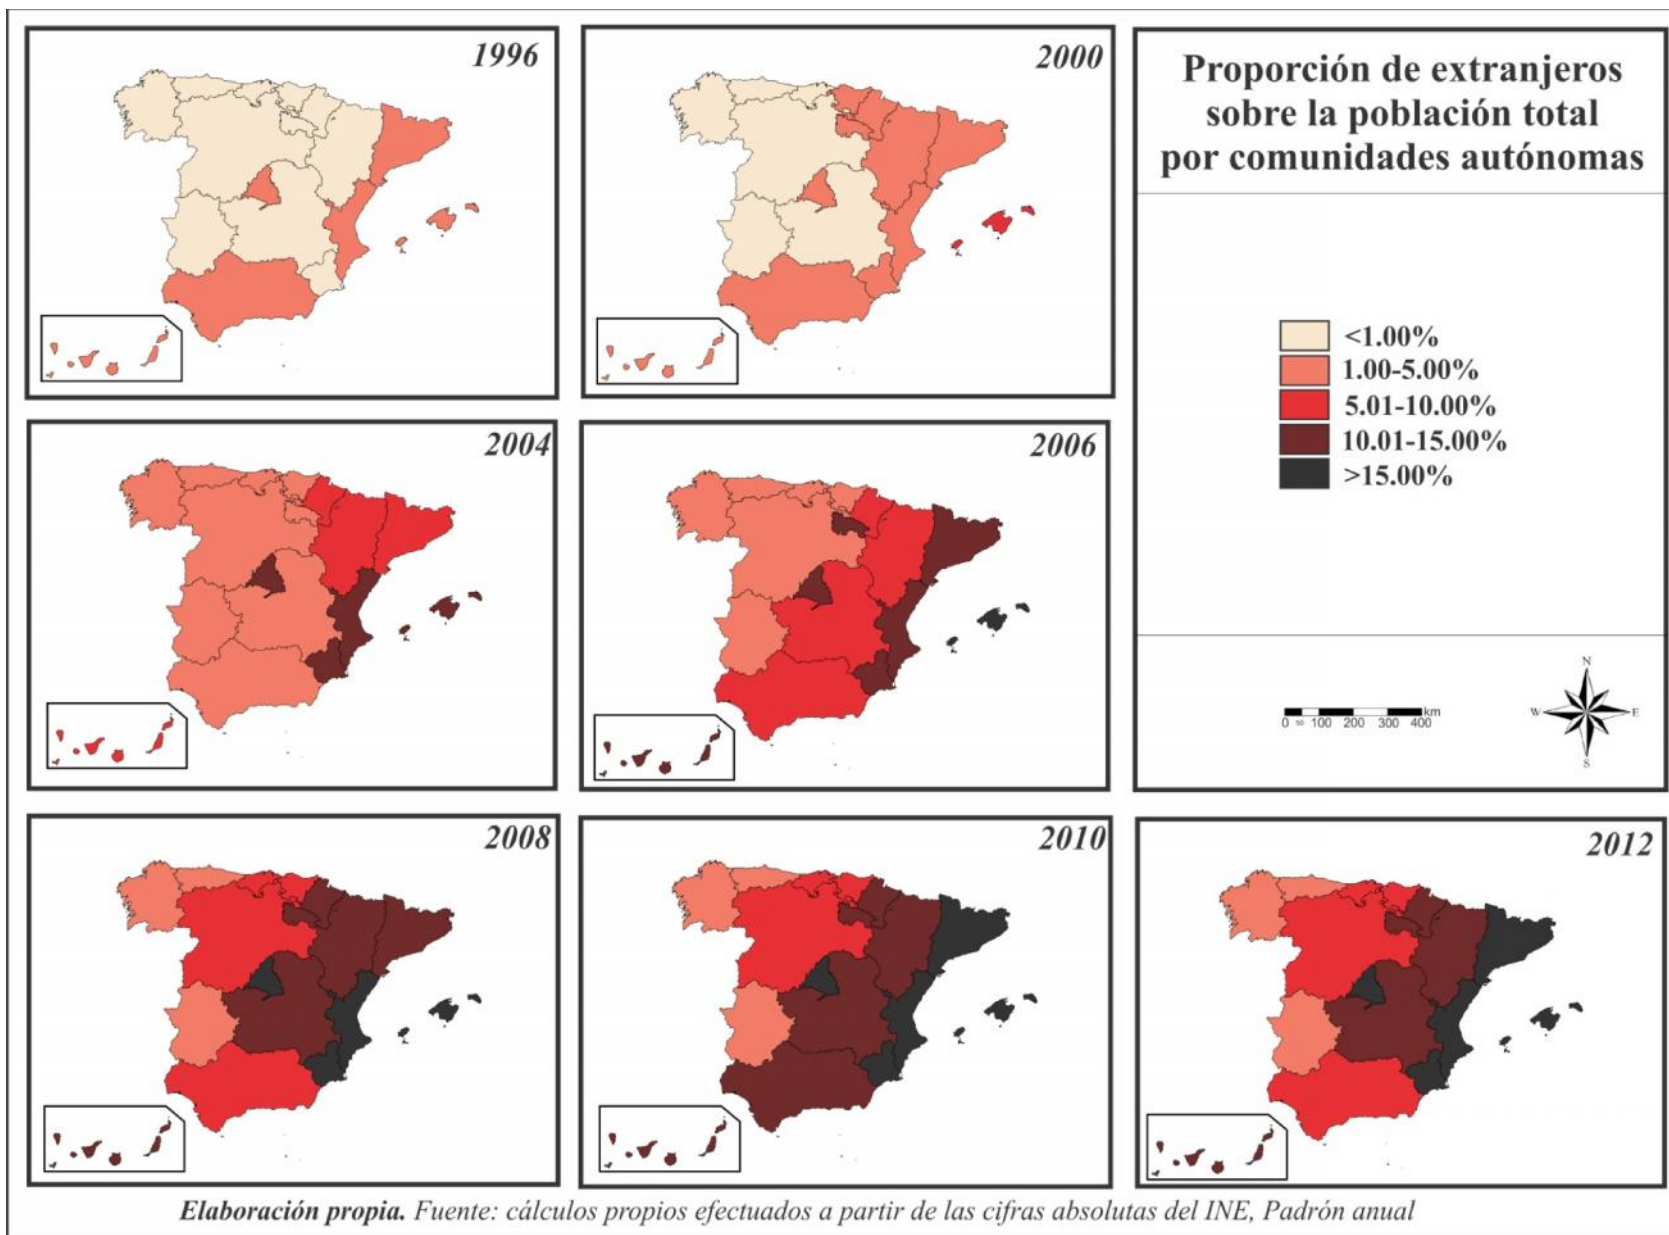 1996
2000
Proporción de extranjeros
sobre la población total
por comunidades autónomas
<1.00%
1.00-5.00%
5.01-10.00%
10.01-15.00%
>15.00%
2004
2006
N
W
E
S
km
0 50 100 200 300 400
2008
2010
2012
Elaboración propia. Fuente: cálculos propios efectuados a partir de las cifras absolutas del INE, Padrón anual